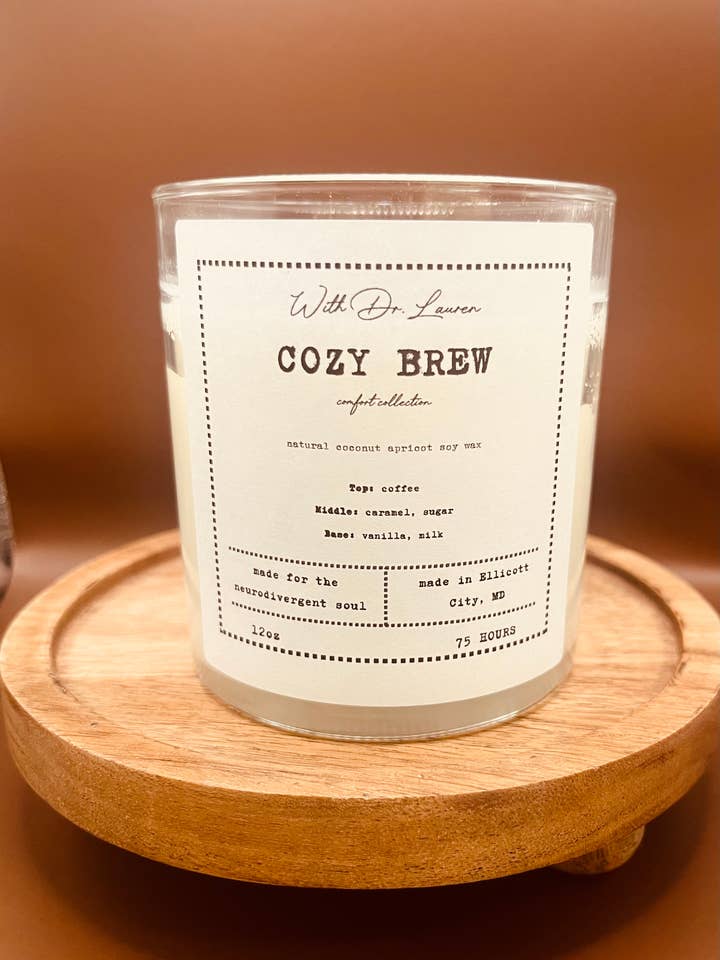 With Dr. Lauren
COZY BREW
comfort collection
natural coconut apricot soy wax
Top: coffee
Middle: caramel, sugar
Base: vanilla, milk
made for the
neurodivergent soul
made in Ellicott
City, MD
12oz
75 HOURS